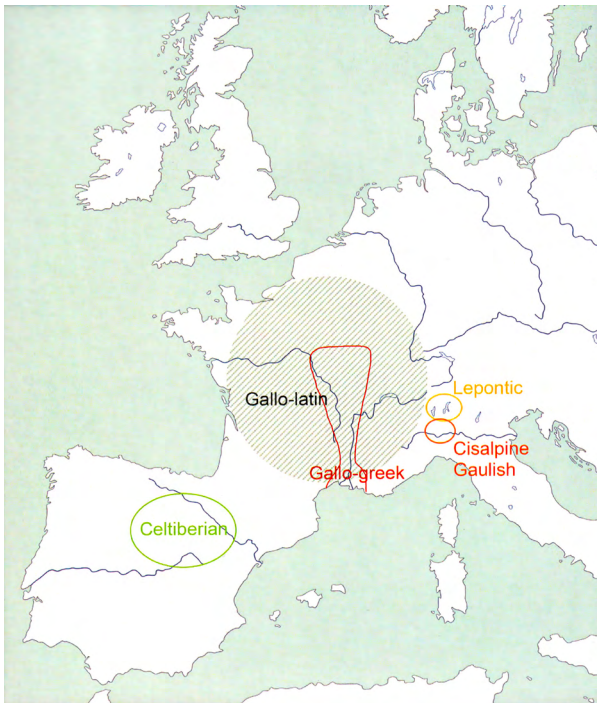 Lepontic
Gallo-latin
Cisalpine
Gaulish
Gallo-greek
Celtiberian